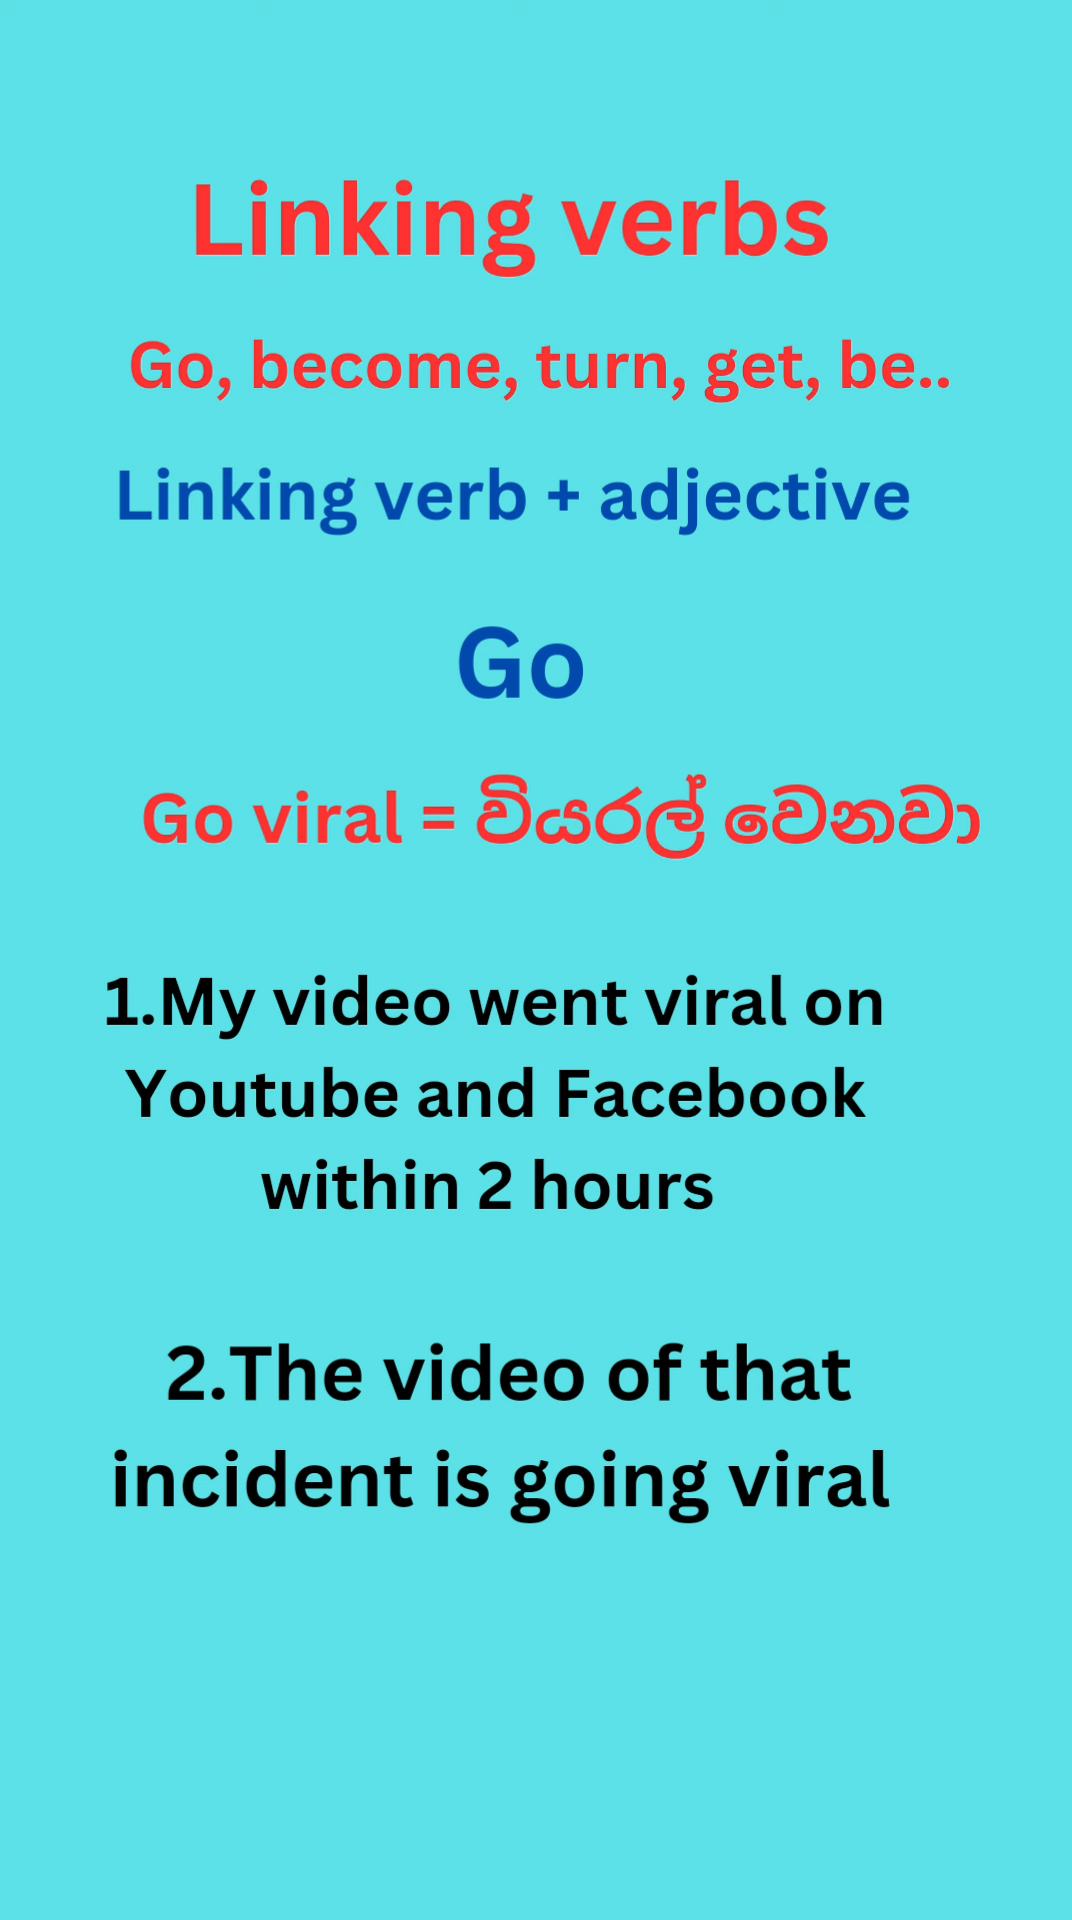 Linking verbs
Go, become, turn, get, be..
Linking verb + adjective
Go
Go viral = වියරල් වෙනවා
1.My video went viral on
Youtube and Facebook
within 2 hours
2.The video of that
incident is going viral